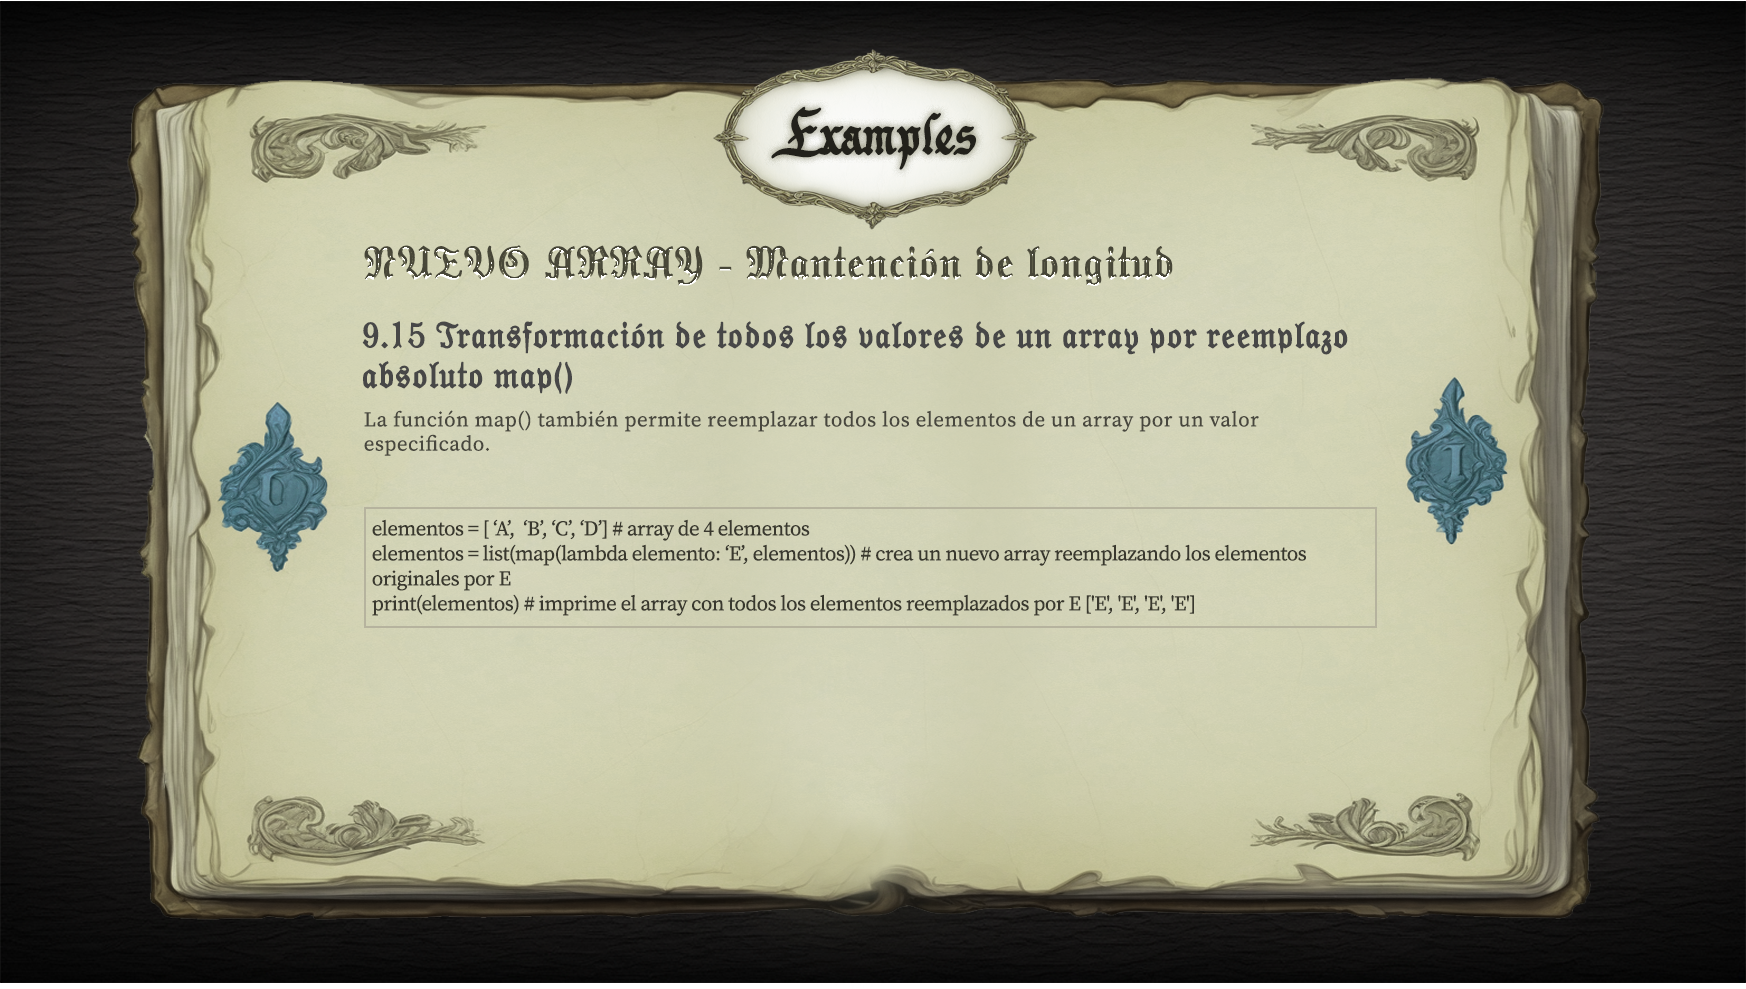 Examples
NUEVO ARRAY - Mantención de longitud
9.15 Transformación de todos los valores de un array por reemplazo
absoluto map()
La función map() también permite reemplazar todos los elementos de un array por un valor
especificado.
elementos = [ ‘A’,  ‘B’, ‘C’, ‘D’] # array de 4 elementos
elementos = list(map(lambda elemento: ‘E’, elementos)) # crea un nuevo array reemplazando los elementos
originales por E
print(elementos) # imprime el array con todos los elementos reemplazados por E ['E', 'E', 'E', 'E']